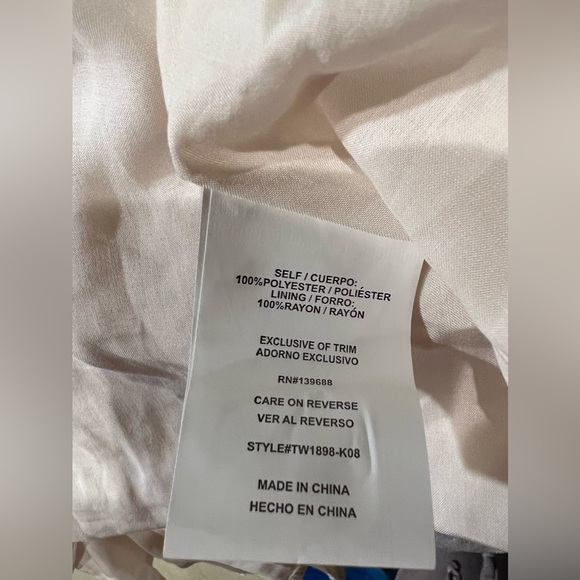 SELF / CUERPO:
100%POLYESTER / POLIÉSTER
LINING / FORRO:
100%RAYON / RAYÓN
EXCLUSIVE OF TRIM
ADORNO EXCLUSIVO
RN#139688
CARE ON REVERSE
VER AL REVERSO
STYLE#TW1898-K08
MADE IN CHINA
HECHO EN CHINA